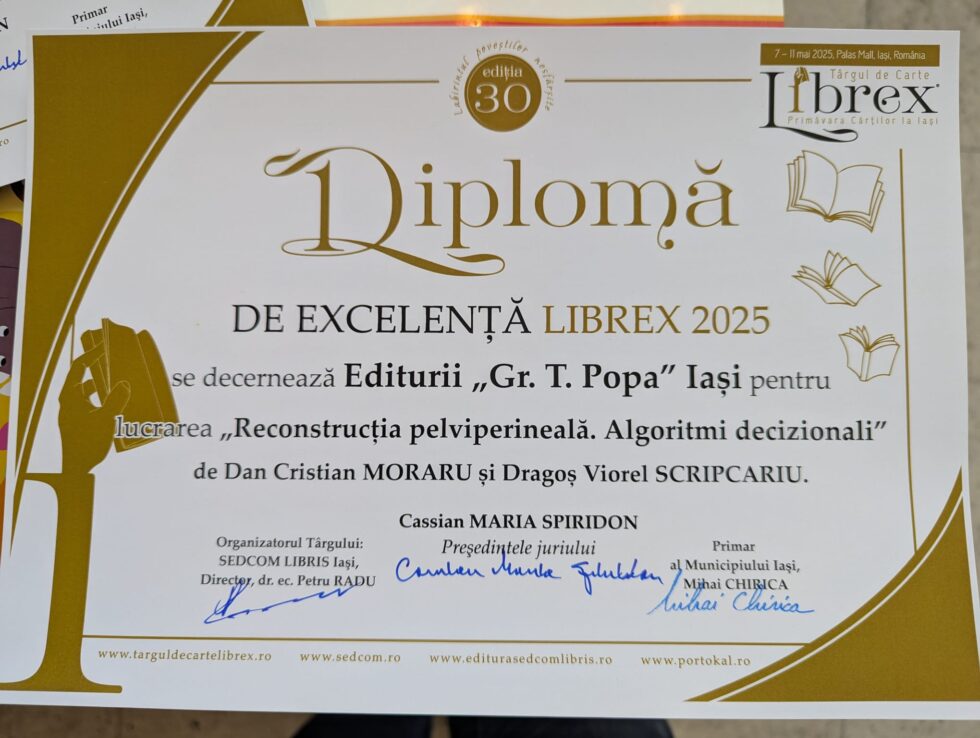 Primar
Iași,
Labirintul poveștilor nesfârșite
ediția
30
7 – 11 mai 2025, Palas Mall, Iași, România
Târgul de Carte
Librex
Primăvara Cărților la Iași
Diplomă
DE EXCELENȚĂ LIBREX 2025
se decernează Editurii „Gr. T. Popa” Iași pentru
lucrarea „Reconstrucția pelviperineală. Algoritmi decizionali”
de Dan Cristian MORARU și Dragoș Viorel SCRIPCARIU.
Cassian MARIA SPIRIDON
Președintele juriului
Organizatorul Târgului:
SEDCOM LIBRIS Iași,
Director, dr. ec. Petru RADU
Primar
al Municipiului Iași,
Mihai CHIRICA
Mihai Chirica
www.targuldecartelibrex.ro www.sedcom.ro www.editurasedcomlibris.ro www.portokal.ro